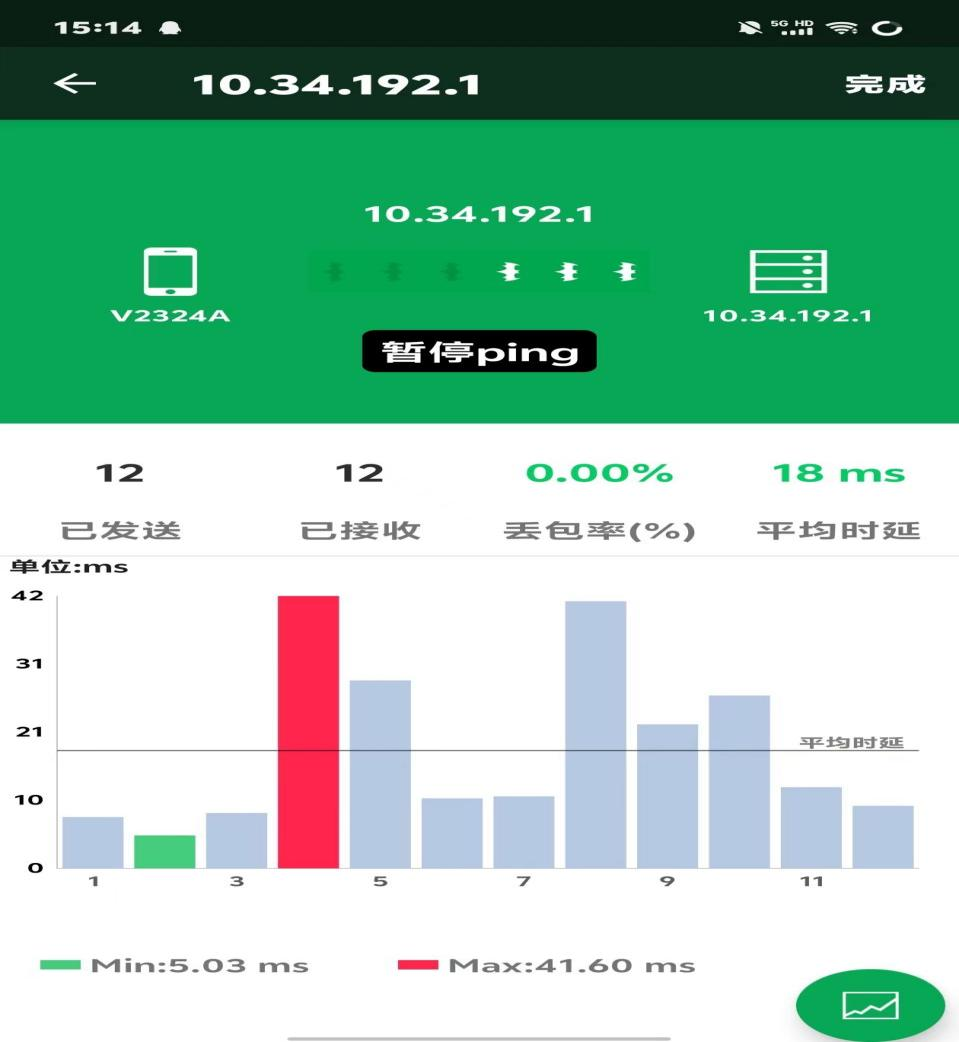 15:14 5G HD
10.34.192.1 完成
10.34.192.1
V2324A 10.34.192.1
暂停ping
12 12 0.00% 18 ms
已发送 已接收 丢包率(%) 平均时延
单位:ms
42
31
21
平均时延
10
0
1 3 5 7 9 11
Min:5.03 ms Max:41.60 ms